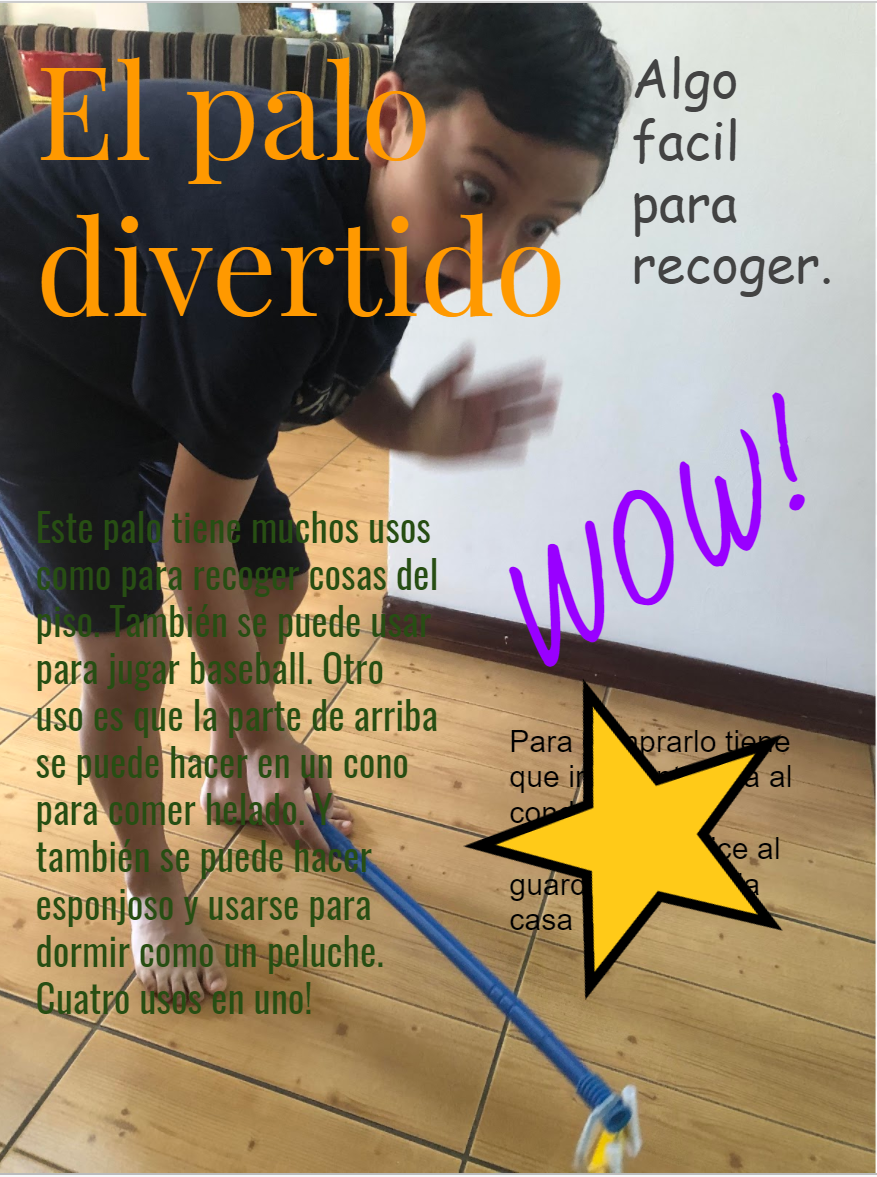 El palo
divertido
Algo
facil
para
recoger.
WOW!
Este palo tiene muchos usos
como para recoger cosas del
piso. También se puede usar
para jugar baseball. Otro
uso es que la parte de arriba
se puede hacer en un cono
para comer helado. Y
también se puede hacer
esponjoso y usarse para
dormir como un peluche.
Cuatro usos en uno!
Para tiene
que al
al
casa